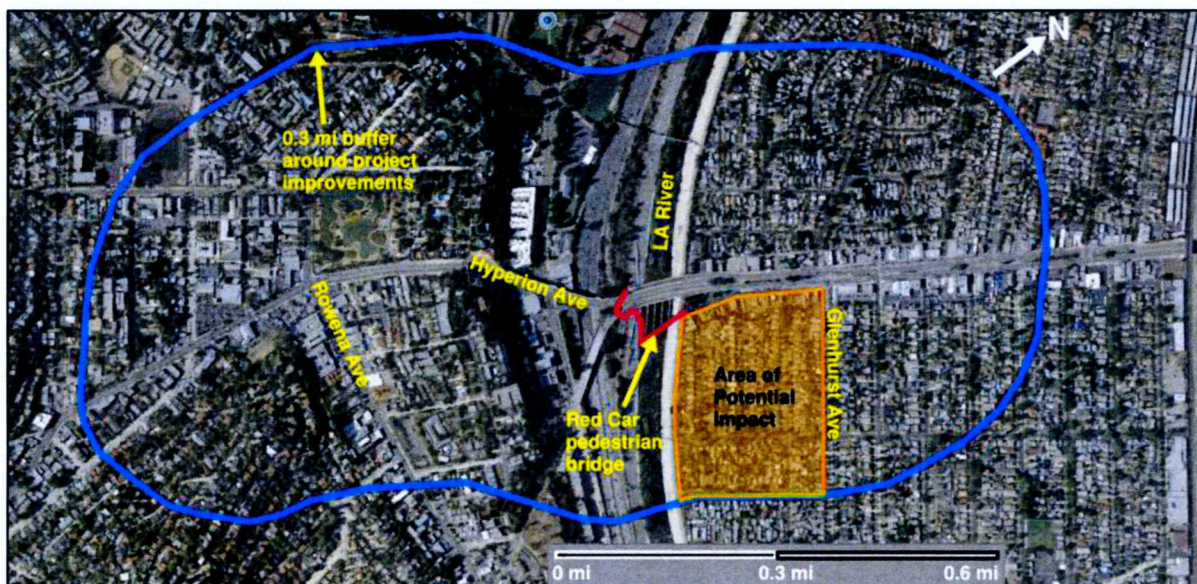 N
0.3 mi buffer
around project
improvements
LA River
Hyperion Ave
Rowena Ave
Glenhurst Ave
Area of
Potential
Impact
Red Car
pedestrian
bridge
0 mi
0.3 mi
0.6 mi